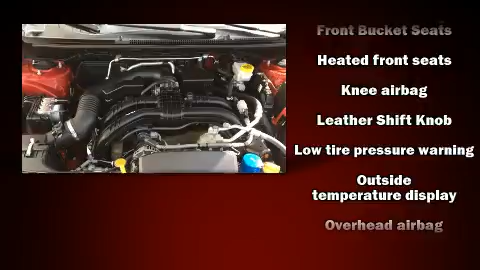 Front Bucket Seats
Heated front seats
Knee airbag
Leather Shift Knob
Low tire pressure warning
Outside
temperature display
Overhead airbag